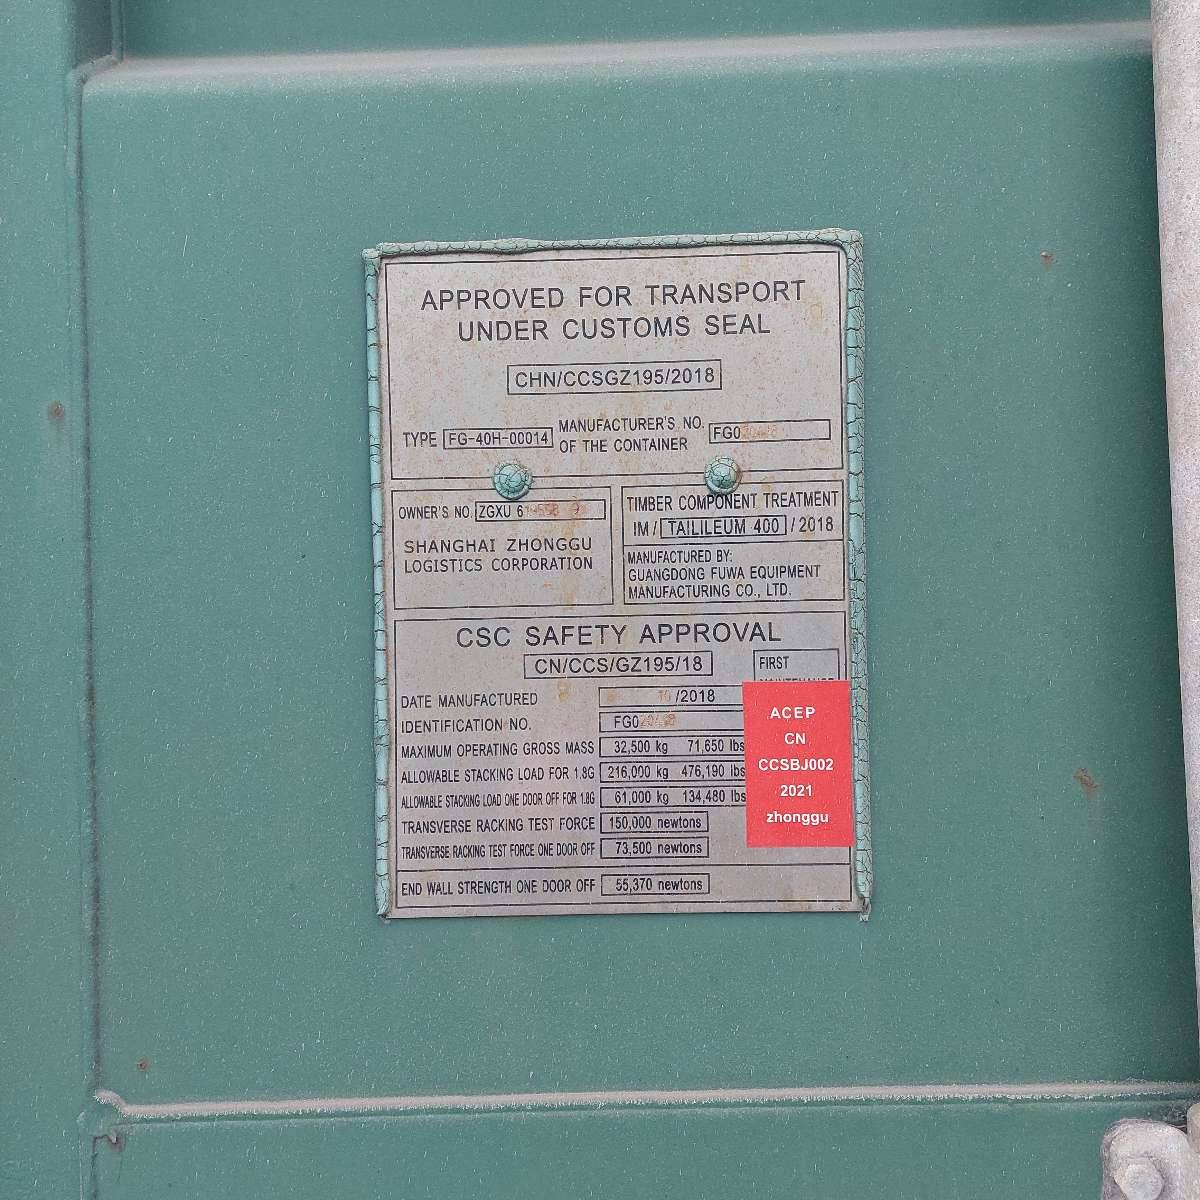 APPROVED FOR TRANSPORT
UNDER CUSTOMS SEAL
CHN/CCSGZ195/2018
TYPE FG-40H-00014
MANUFACTURER'S NO.
OF THE CONTAINER
FG0
OWNER'S NO. ZGXU 6
SHANGHAI ZHONGGU
LOGISTICS CORPORATION
TIMBER COMPONENT TREATMENT
IM / TAILILEUM 400 / 2018
MANUFACTURED BY:
GUANGDONG FUWA EQUIPMENT
MANUFACTURING CO., LTD.
CSC SAFETY APPROVAL
CN/CCS/GZ195/18
FIRST
DATE MANUFACTURED 10/2018
IDENTIFICATION NO. FG0
MAXIMUM OPERATING GROSS MASS 32,500 kg 71,650 lbs
ALLOWABLE STACKING LOAD FOR 1.8G 216,000 kg 476,190 lbs
ALLOWABLE STACKING LOAD ONE DOOR OFF FOR 1.8G 61,000 kg 134,480 lbs
TRANSVERSE RACKING TEST FORCE 150,000 newtons
TRANSVERSE RACKING TEST FORCE ONE DOOR OFF 73,500 newtons
END WALL STRENGTH ONE DOOR OFF 55,370 newtons
ACEP
CN
CCSBJ002
2021
zhonggu